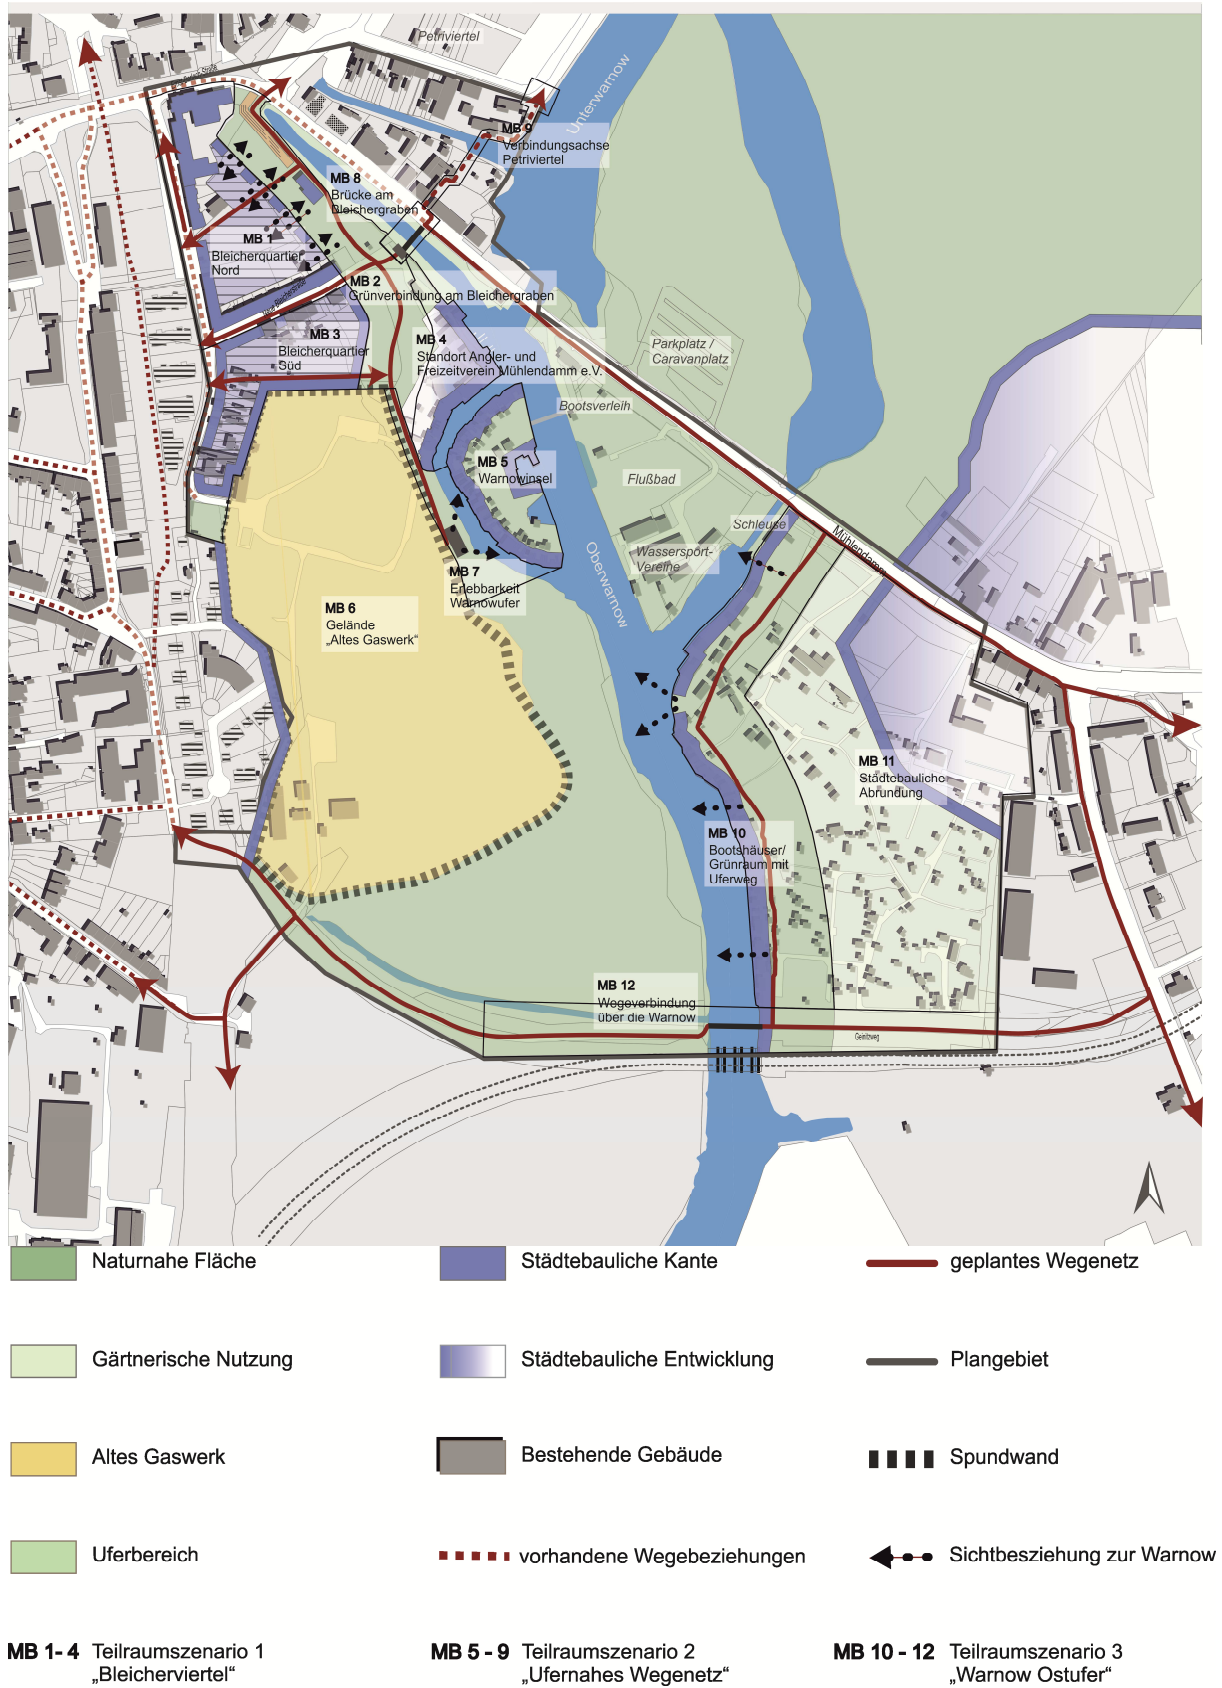 Petriviertel
Unterwarnow
MB 9
Verbindungsachse
Petriviertel
MB 8
Brücke am
Bleichergraben
MB 1
Bleicherquartier
Nord
MB 2
Grünverbindung am Bleichergraben
MB 3
Bleicherquartier
Süd
MB 4
Standort Angler- und
Freizeitverein Mühlendamm e.V.
Parkplatz /
Caravanplatz
Bootsverleih
MB 5
Warnowinsel
Flußbad
Schleuse
Mühlendamm
Wassersport-
Vereine
Oberwarnow
MB 7
Erlebbarkeit
Warnowufer
MB 6
Gelände
„Altes Gaswerk“
MB 11
Städtebauliche
Abrundung
MB 10
Bootshäuser/
Grünraum mit
Uferweg
MB 12
Wegeverbindung
über die Warnow
Gernitzweg
Naturnahe Fläche
Städtebauliche Kante
geplantes Wegenetz
Gärtnerische Nutzung
Städtebauliche Entwicklung
Plangebiet
Altes Gaswerk
Bestehende Gebäude
Spundwand
Uferbereich
vorhandene Wegebeziehungen
Sichtbesziehung zur Warnow
MB 1- 4 Teilraumszenario 1
„Bleicherviertel“
MB 5 - 9 Teilraumszenario 2
„Ufernahes Wegenetz“
MB 10 - 12 Teilraumszenario 3
„Warnow Ostufer“